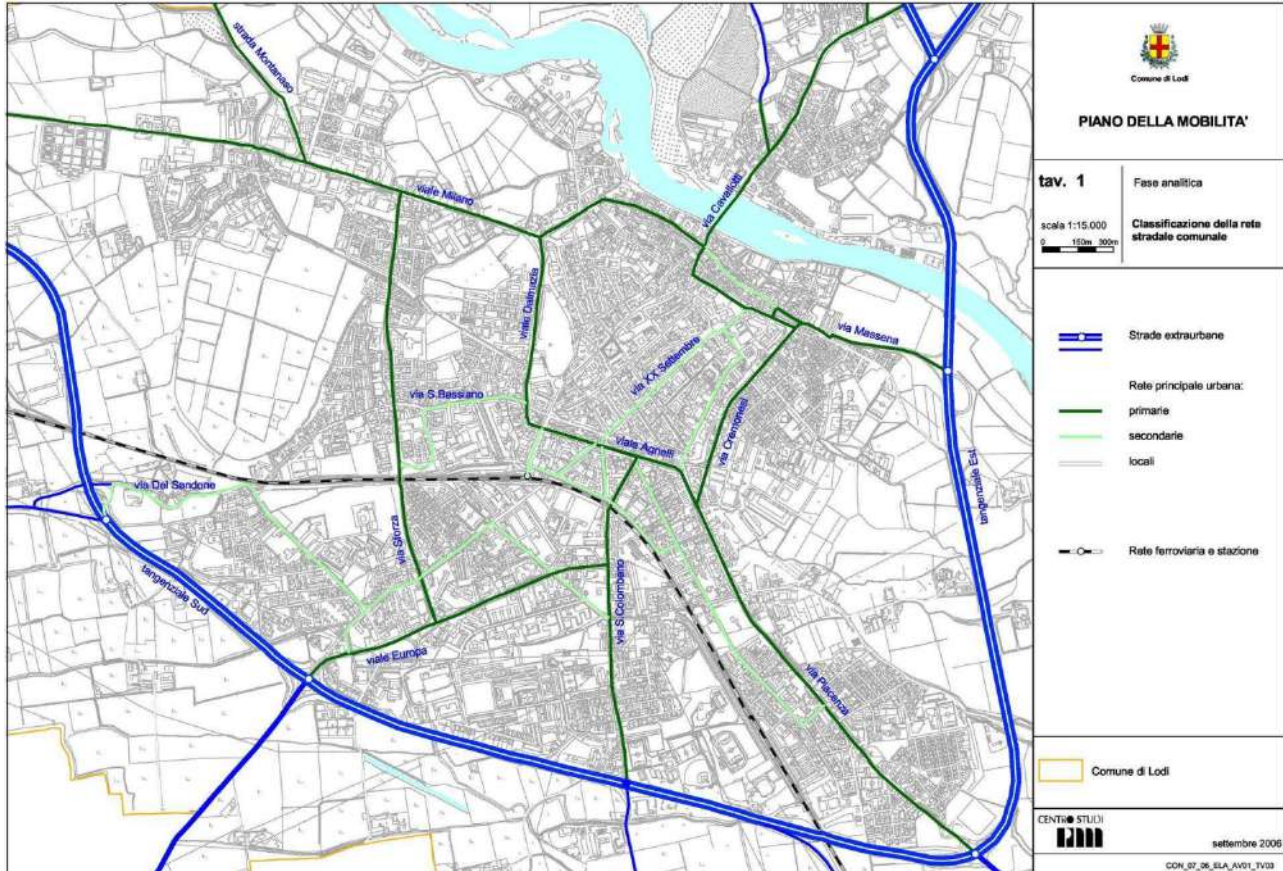 strada Montanaso
viale Milano
via Cavallotti
viale Dalmazia
via Massena
via XX Settembre
via S.Bassiano
viale Agnelli
via Cremonesi
via Del Sandone
tangenziale Est
via Sforza
tangenziale Sud
via S.Colombano
viale Europa
via Piacenza
Comune di Lodi
PIANO DELLA MOBILITA'
tav. 1
Fase analitica
scala 1:15.000
0 150m 300m
Classificazione della rete
stradale comunale
Strade extraurbane
Rete principale urbana:
primarie
secondarie
locali
Rete ferroviaria e stazione
Comune di Lodi
CENTRO STUDI
PIM
settembre 2006
CON_07_06_ELA_AV01_TV03